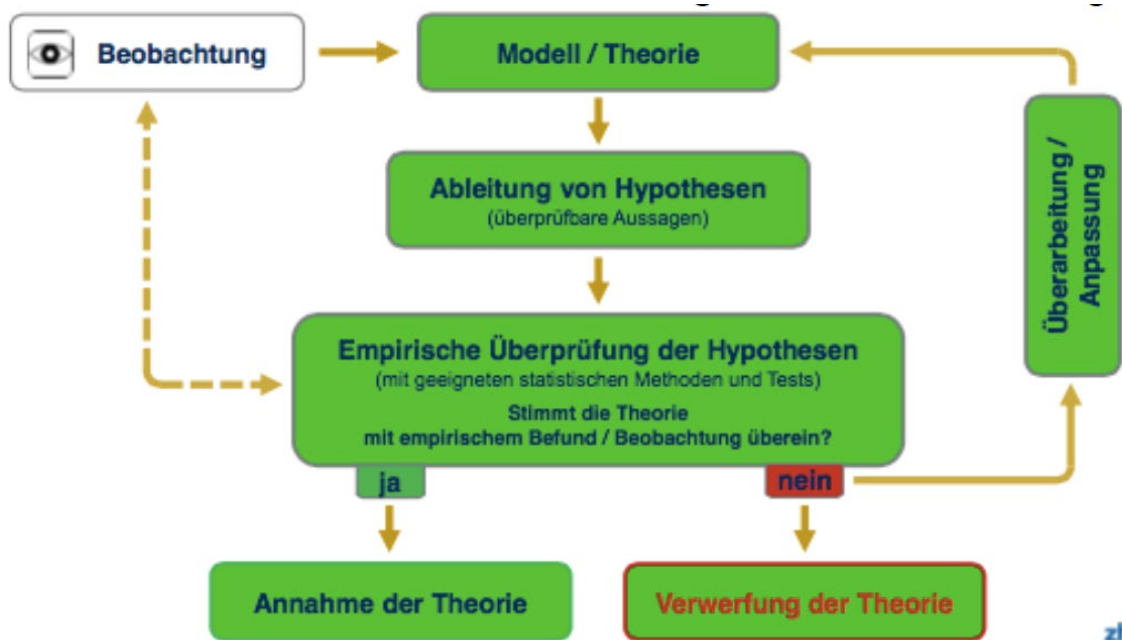 Beobachtung
Modell / Theorie
Ableitung von Hypothesen
(überprüfbare Aussagen)
Überarbeitung /
Anpassung
Empirische Überprüfung der Hypothesen
(mit geeigneten statistischen Methoden und Tests)
Stimmt die Theorie
mit empirischem Befund / Beobachtung überein?
ja
nein
Annahme der Theorie
Verwerfung der Theorie